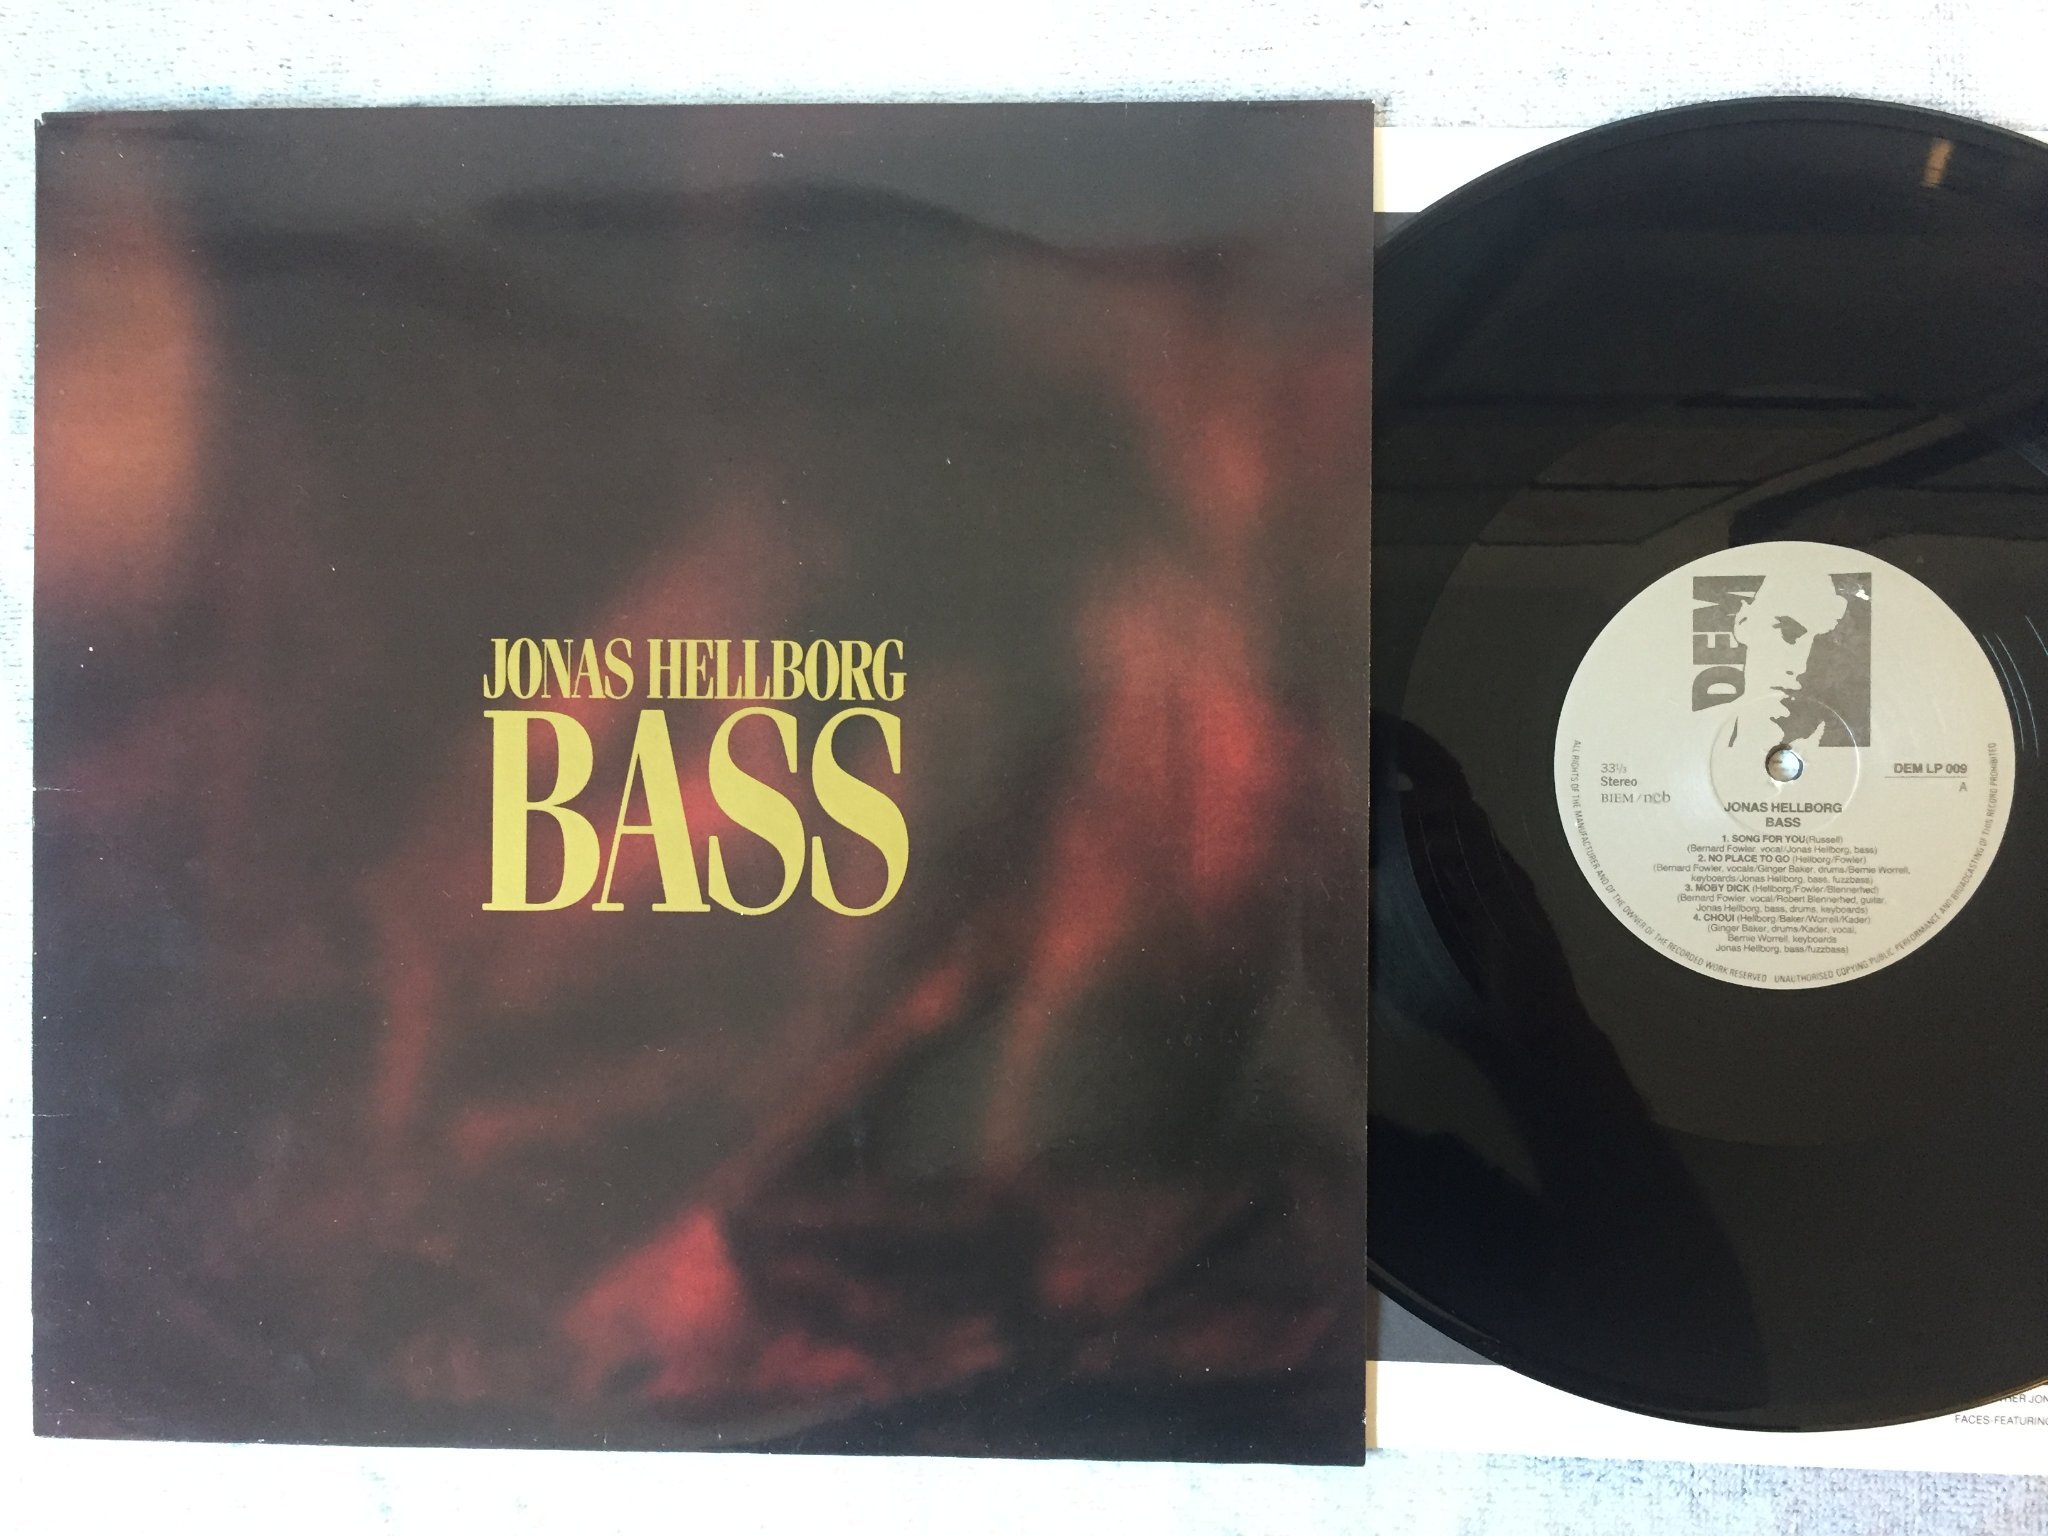 JONAS HELLBORG
BASS
DEM
33 1/3
Stereo
BIEM / ncb
DEM LP 009
A
JONAS HELLBORG
BASS
1. SONG FOR YOU (Russell)
(Bernard Fowler, vocal/Jonas Hellborg, bass)
2. NO PLACE TO GO (Hellborg/Fowler)
(Bernard Fowler, vocals/Ginger Baker, drums/Bernie Worrell,
keyboards/Jonas Hellborg, bass, fuzzbass)
3. MOBY DICK (Hellborg/Fowler/Blennerhed)
(Bernard Fowler, vocal/Robert Blennerhed, guitar,
Jonas Hellborg, bass, drums, keyboards)
4. CHOUI (Hellborg/Baker/Worrell/Kader)
(Ginger Baker, drums/Kader, vocal,
Bernie Worrell, keyboards
Jonas Hellborg, bass/fuzzbass)
ALL RIGHTS OF THE MANUFACTURER AND OF THE OWNER OF THE RECORDED WORK RESERVED UNAUTHORISED COPYING PUBLIC PERFORMANCE AND BROADCASTING OF THIS RECORD PROHIBITED
FACES-FEATURING